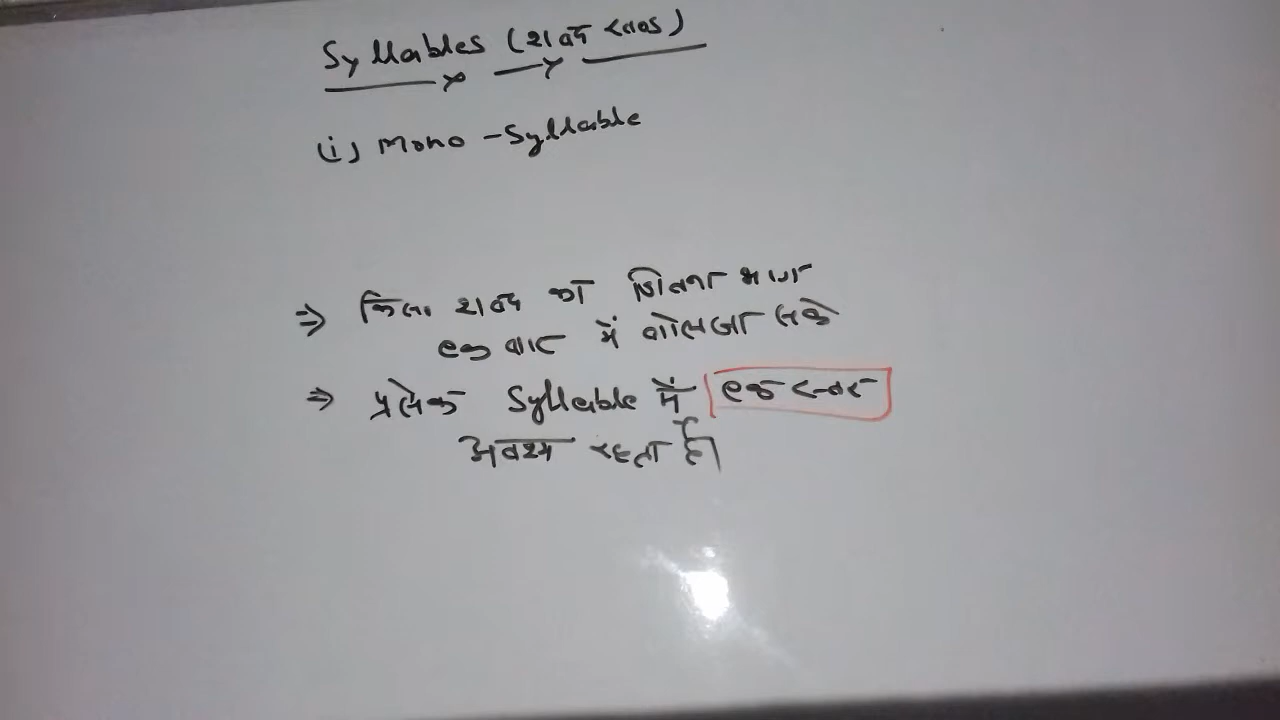 Syllables (शब्द खण्ड)
(i) Mono-Syllable
⇒ किसी शब्द का जितना भाग
एक बार में बोला जा सके
⇒ प्रत्येक Syllable में एक स्वर
अवश्य रहता है।